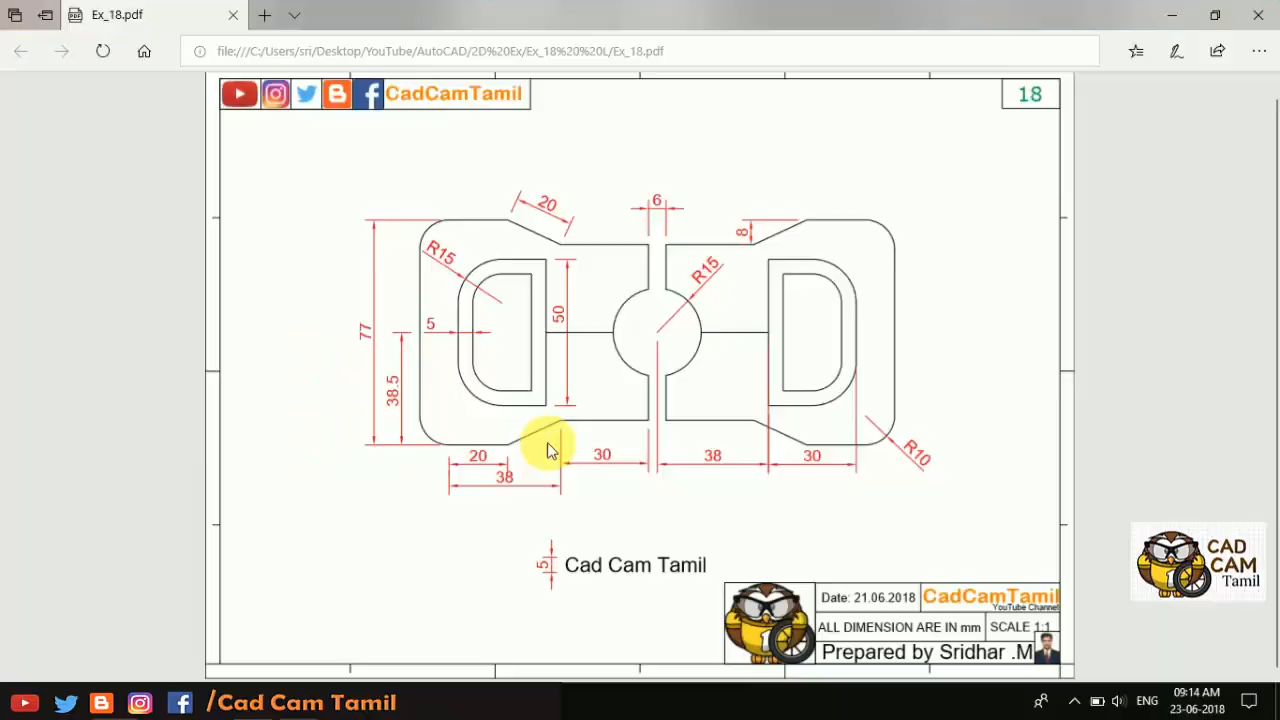 Ex_18.pdf
file:///C:/Users/sri/Desktop/YouTube/AutoCAD/2D%20Ex/Ex_18%20%20L/Ex_18.pdf
CadCamTamil
18
20
6
8
R15
R15
5
50
77
38.5
20
38
30
38
30
R10
5
Cad Cam Tamil
CAD
CAM
Tamil
Date: 21.06.2018
CadCamTamil
YouTube Channel
ALL DIMENSION ARE IN mm
SCALE 1:1
Prepared by Sridhar .M
/Cad Cam Tamil
ENG
09:14 AM
23-06-2018